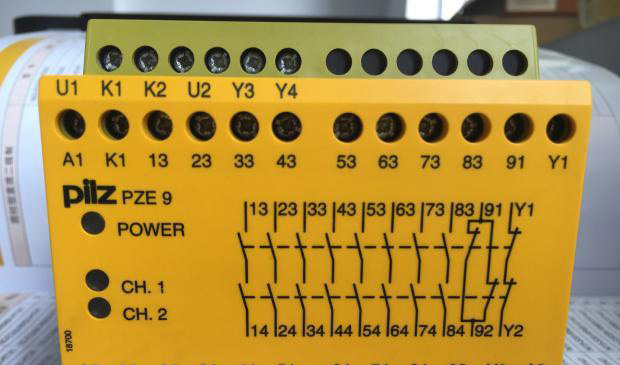 U1 K1 K2 U2 Y3 Y4
A1 K1 13 23 33 43 53 63 73 83 91 Y1
pilz PZE 9
POWER
CH. 1
CH. 2
13 23 33 43 53 63 73 83 91 Y1
14 24 34 44 54 64 74 84 92 Y2
18700